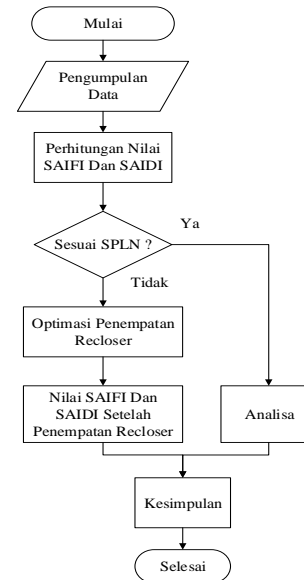 Mulai
Pengumpulan
Data
Perhitungan Nilai
SAIFI Dan SAIDI
Sesuai SPLN ?
Ya
Tidak
Optimasi Penempatan
Recloser
Nilai SAIFI Dan
SAIDI Setelah
Penempatan Recloser
Analisa
Kesimpulan
Selesai